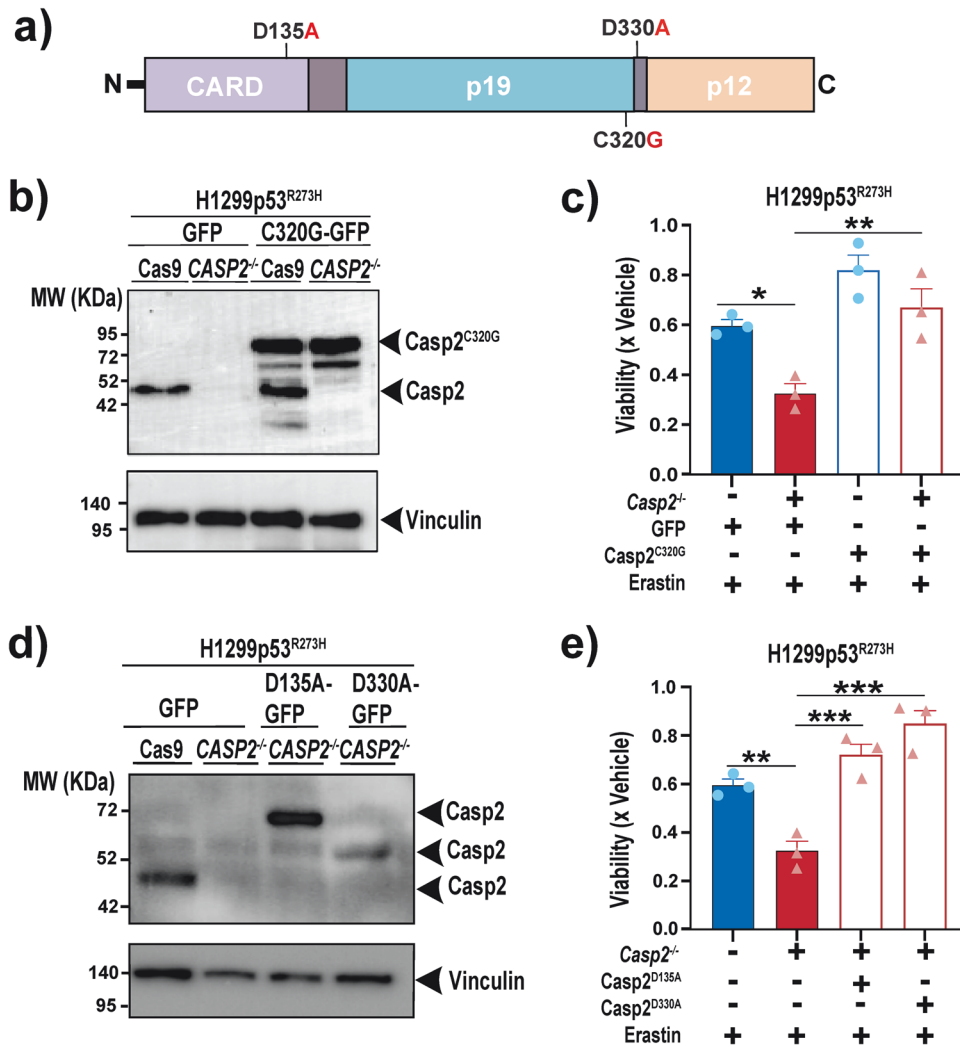 a)
D135A D330A
N CARD p19 p12 C
C320G
b)
H1299p53R273H
GFP C320G-GFP
Cas9 CASP2-/- Cas9 CASP2-/-
MW (KDa)
95
72
52
42
Casp2C320G
Casp2
140
95
Vinculin
c)
H1299p53R273H
Viability (x Vehicle)
1.0
0.8
0.6
0.4
0.2
0.0
* **
Casp2-/- - + - +
GFP + + - -
Casp2C320G - - + +
Erastin + + + +
d)
H1299p53R273H
GFP D135A-GFP D330A-GFP
Cas9 CASP2-/- CASP2-/- CASP2-/-
MW (KDa)
72
52
42
Casp2
Casp2
Casp2
140
95
Vinculin
e)
H1299p53R273H
Viability (x Vehicle)
1.0
0.8
0.6
0.4
0.2
0.0
** *** ***
Casp2-/- - + + +
Casp2D135A - - + -
Casp2D330A - - - +
Erastin + + + +